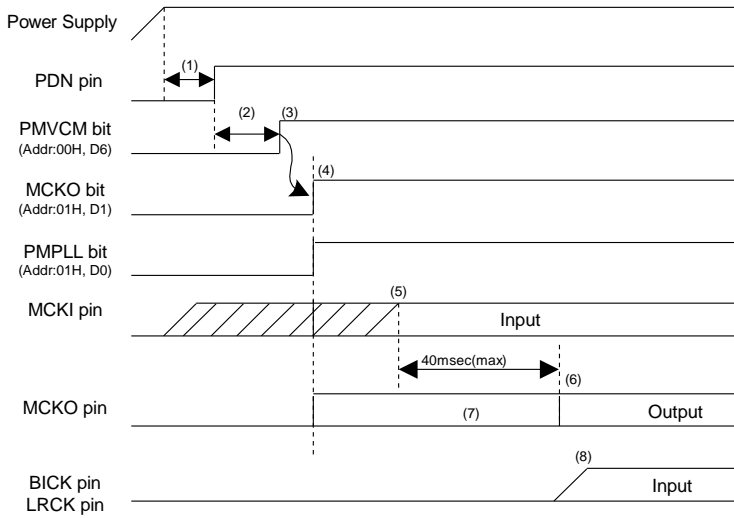 Power Supply
(1)
PDN pin
(2)
(3)
PMVCM bit
(Addr:00H, D6)
(4)
MCKO bit
(Addr:01H, D1)
PMPLL bit
(Addr:01H, D0)
(5)
MCKI pin
Input
40msec(max)
(6)
MCKO pin
(7)
Output
(8)
BICK pin
LRCK pin
Input